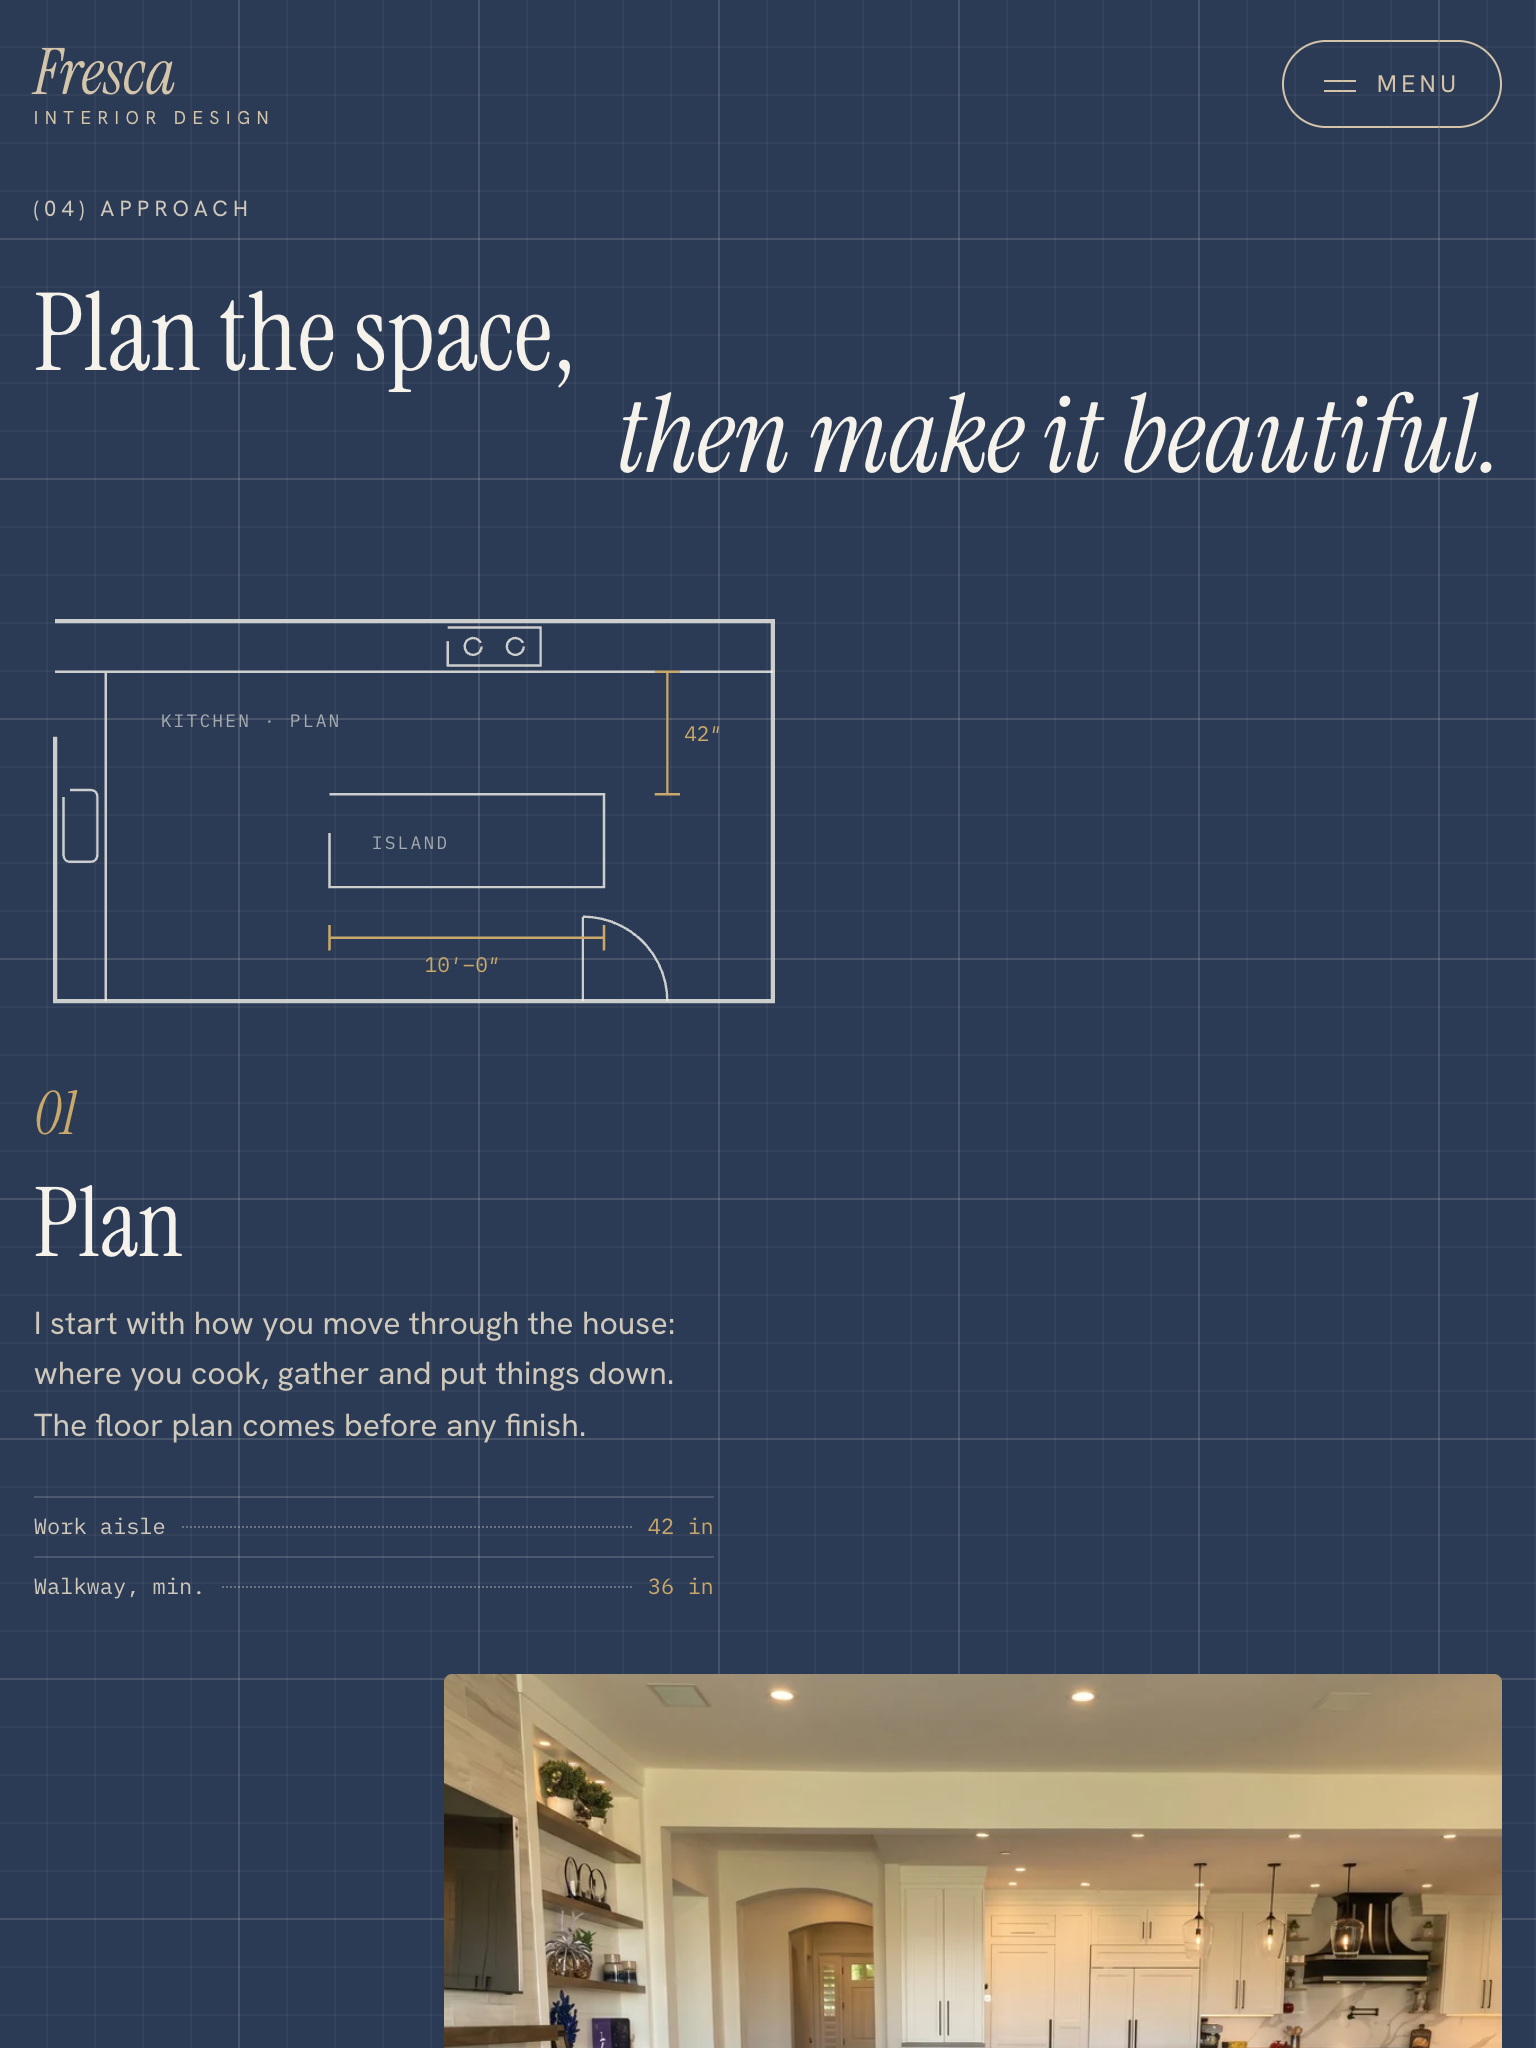 Fresca
INTERIOR DESIGN
MENU
(04) APPROACH
Plan the space,
then make it beautiful.
KITCHEN · PLAN
42"
ISLAND
10'–0"
01
Plan
I start with how you move through the house:
where you cook, gather and put things down.
The floor plan comes before any finish.
Work aisle 42 in
Walkway, min. 36 in